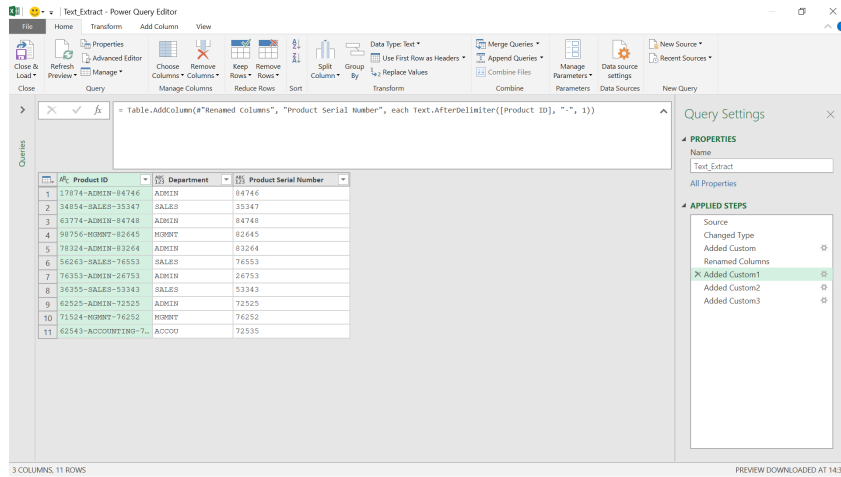 Text_Extract - Power Query Editor
File Home Transform Add Column View
Close & Load
Refresh Preview
Properties
Advanced Editor
Manage
Choose Columns
Remove Columns
Keep Rows
Remove Rows
Split Column
Group By
Data Type: Text
Use First Row as Headers
Replace Values
Merge Queries
Append Queries
Combine Files
Manage Parameters
Data source settings
New Source
Recent Sources
Close Query Manage Columns Reduce Rows Sort Transform Combine Parameters Data Sources New Query
fx = Table.AddColumn(#"Renamed Columns", "Product Serial Number", each Text.AfterDelimiter([Product ID], "-", 1))
Queries
ABC Product ID ABC 123 Department ABC 123 Product Serial Number
1 17874-ADMIN-84746 ADMIN 84746
2 34854-SALES-35347 SALES 35347
3 63774-ADMIN-84748 ADMIN 84748
4 98756-MGMNT-82645 MGMNT 82645
5 78324-ADMIN-83264 ADMIN 83264
6 56263-SALES-76553 SALES 76553
7 76353-ADMIN-26753 ADMIN 26753
8 36355-SALES-53343 SALES 53343
9 62525-ADMIN-72525 ADMIN 72525
10 71524-MGMNT-76252 MGMNT 76252
11 62543-ACCOUNTING-7... ACCOU 72535
Query Settings
PROPERTIES
Name
Text_Extract
All Properties
APPLIED STEPS
Source
Changed Type
Added Custom
Renamed Columns
Added Custom1
Added Custom2
Added Custom3
3 COLUMNS, 11 ROWS PREVIEW DOWNLOADED AT 14:3